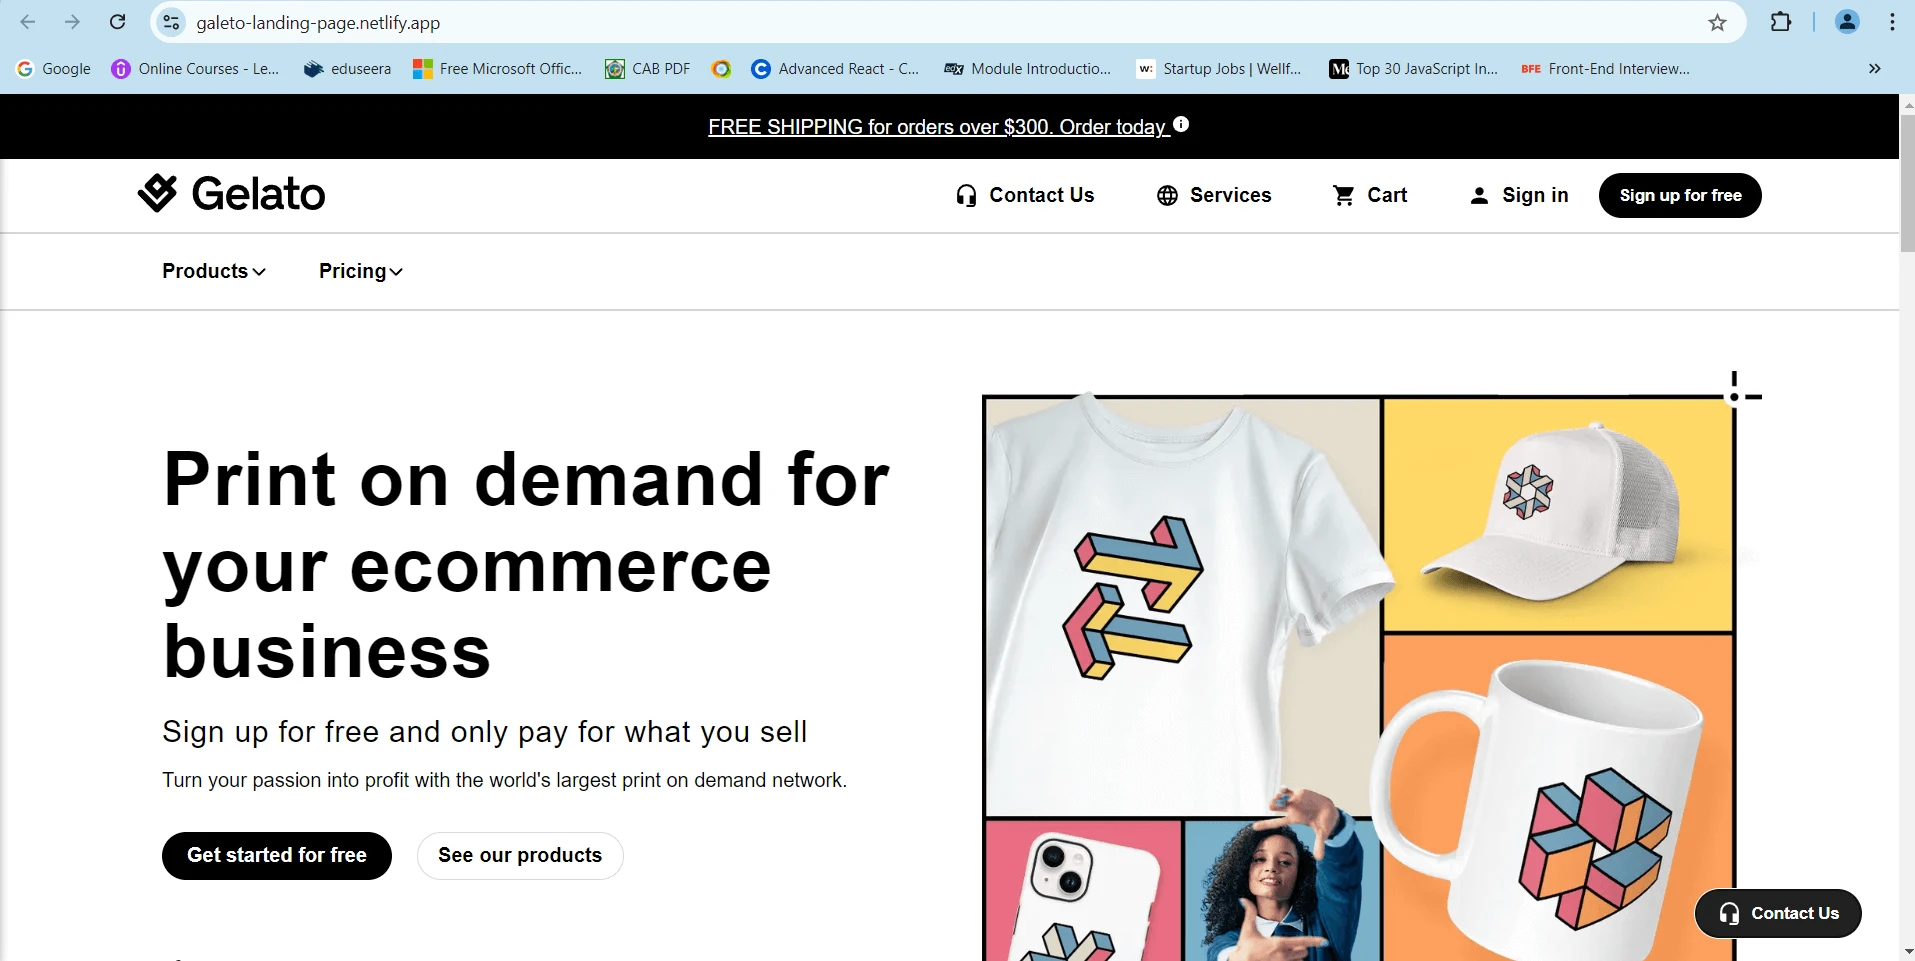 galeto-landing-page.netlify.app
Google
Online Courses - Le...
eduseera
Free Microsoft Offic...
CAB PDF
Advanced React - C...
edX
Module Introductio...
w:
Startup Jobs | Wellf...
Me
Top 30 JavaScript In...
BFE
Front-End Interview...
FREE SHIPPING for orders over $300. Order today
Gelato
Contact Us
Services
Cart
Sign in
Sign up for free
Products
Pricing
Print on demand for
your ecommerce
business
Sign up for free and only pay for what you sell
Turn your passion into profit with the world's largest print on demand network.
Get started for free
See our products
Contact Us